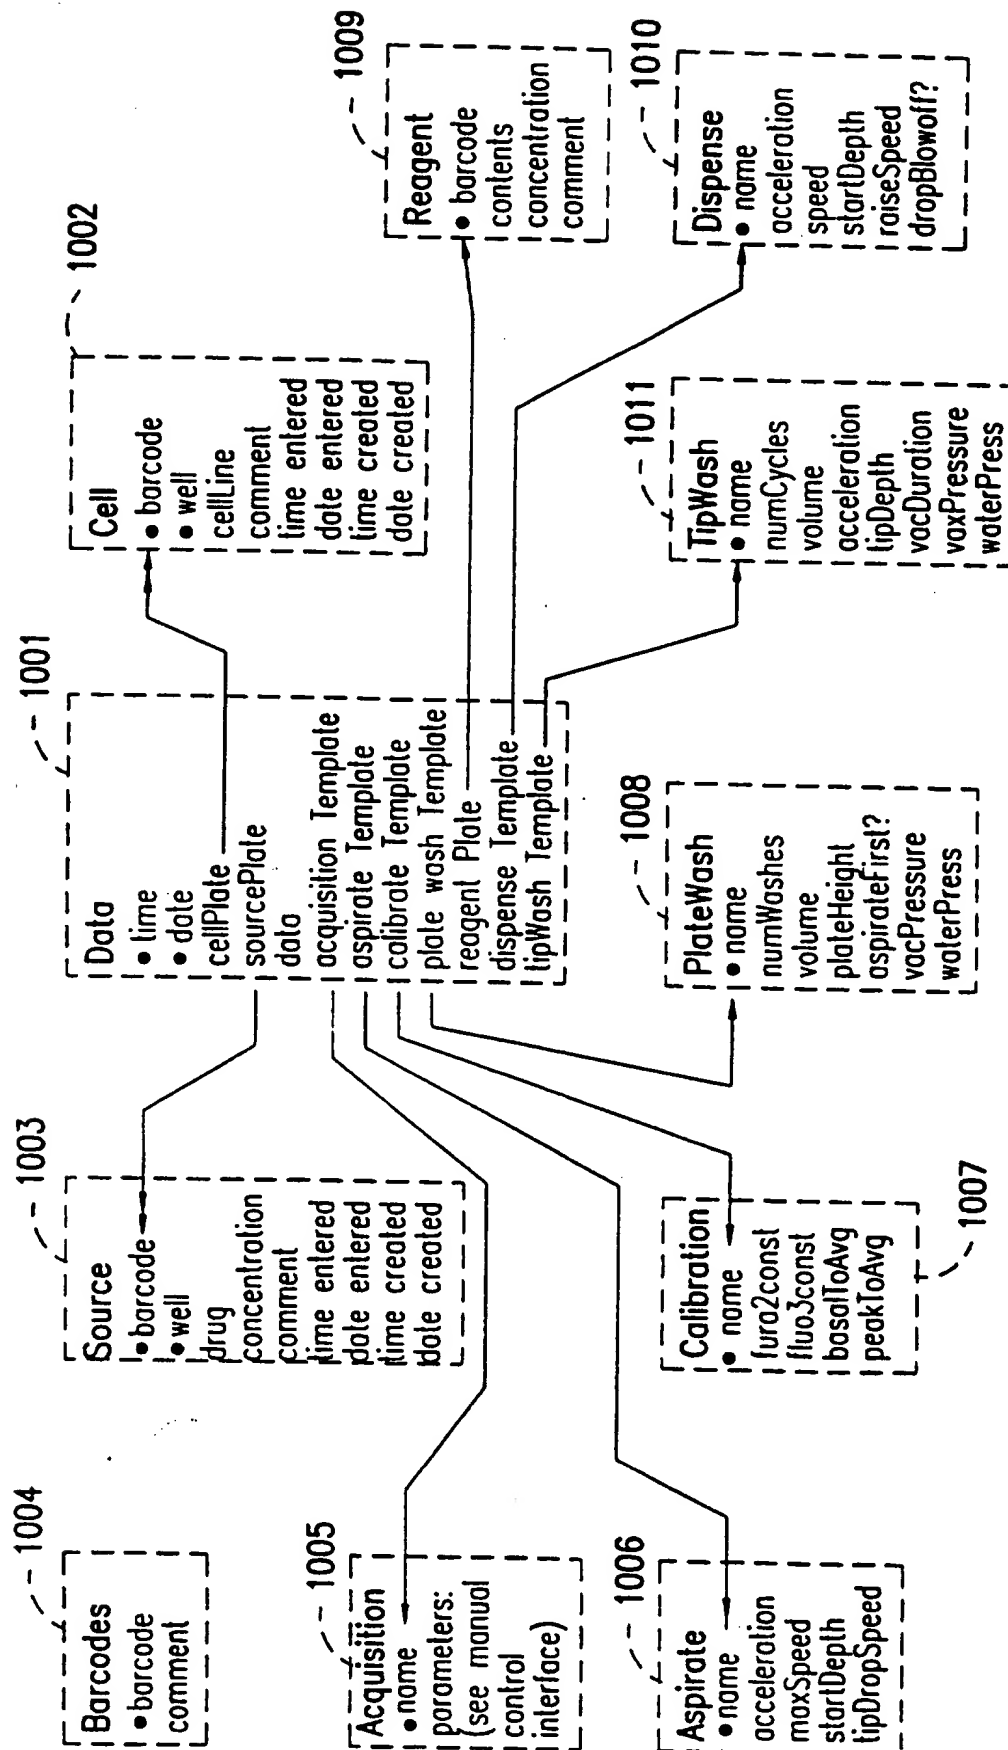 1004
Barcodes
• barcode
comment
1003
Source
• barcode
• well
drug
concentration
comment
time entered
date entered
time created
date created
1001
Data
• time
• date
cellPlate
sourcePlate
data
acquisition Template
aspirate Template
calibrate Template
plate wash Template
reagent Plate
dispense Template
tipWash Template
1002
Cell
• barcode
• well
cellLine
comment
time entered
date entered
time created
date created
1009
Reagent
• barcode
contents
concentration
comment
1005
Acquisition
• name
parameters:
(see manual
control
interface)
1006
Aspirate
• name
acceleration
maxSpeed
startDepth
tipDropSpeed
1007
Calibration
• name
fura2const
fluo3const
basalToAvg
peakToAvg
1008
PlateWash
• name
numWashes
volume
plateHeight
aspirateFirst?
vacPressure
waterPress
1011
TipWash
• name
numCycles
volume
acceleration
tipDepth
vacDuration
vaxPressure
waterPress
1010
Dispense
• name
acceleration
speed
startDepth
raiseSpeed
dropBlowoff?